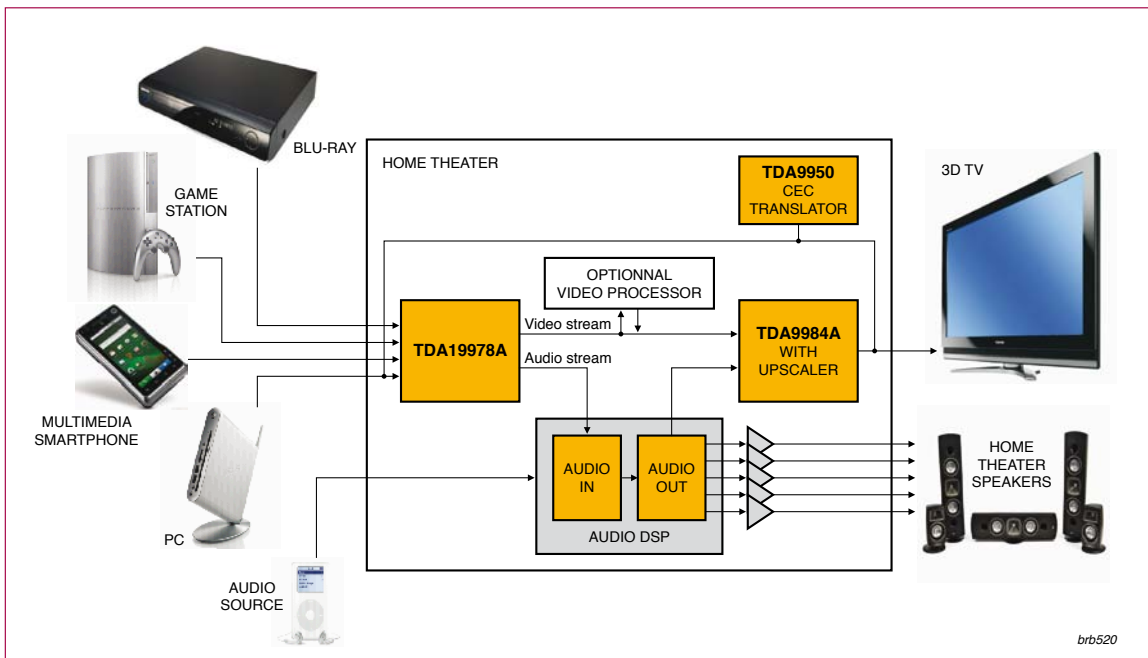 BLU-RAY
GAME
STATION
MULTIMEDIA
SMARTPHONE
PC
AUDIO
SOURCE
HOME THEATER
TDA9950
CEC
TRANSLATOR
OPTIONNAL
VIDEO PROCESSOR
TDA19978A
Video stream
Audio stream
TDA9984A
WITH
UPSCALER
AUDIO
IN
AUDIO
OUT
AUDIO DSP
3D TV
HOME
THEATER
SPEAKERS
brb520